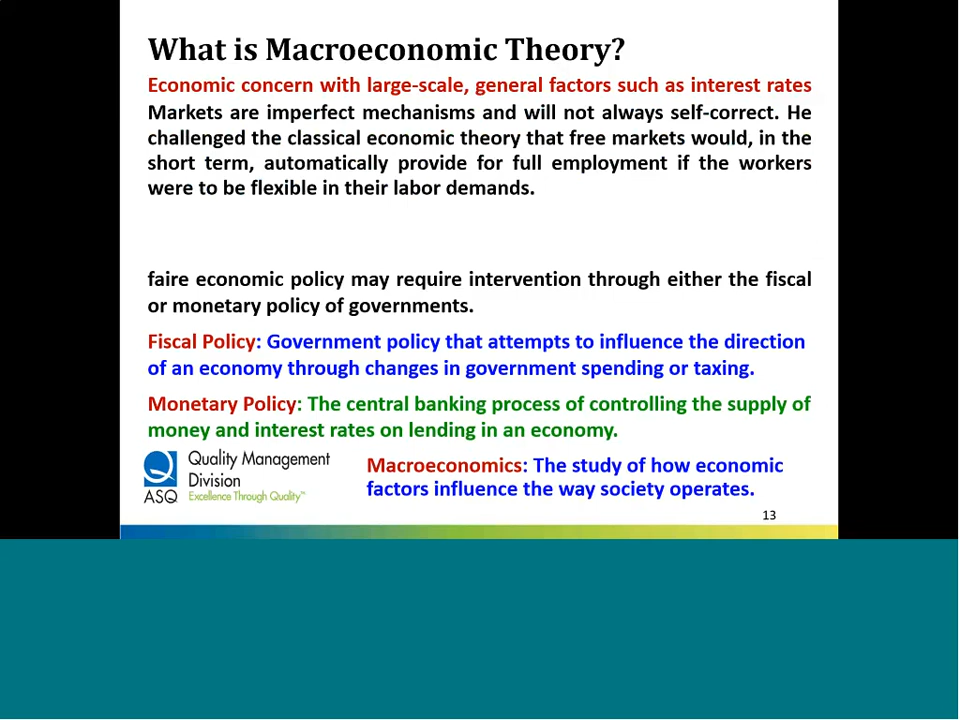 What is Macroeconomic Theory?
Economic concern with large-scale, general factors such as interest rates
Markets are imperfect mechanisms and will not always self-correct. He
challenged the classical economic theory that free markets would, in the
short term, automatically provide for full employment if the workers
were to be flexible in their labor demands.
faire economic policy may require intervention through either the fiscal
or monetary policy of governments.
Fiscal Policy: Government policy that attempts to influence the direction
of an economy through changes in government spending or taxing.
Monetary Policy: The central banking process of controlling the supply of
money and interest rates on lending in an economy.
Quality Management
Division
Excellence Through Quality™
ASQ
Macroeconomics: The study of how economic
factors influence the way society operates.
13